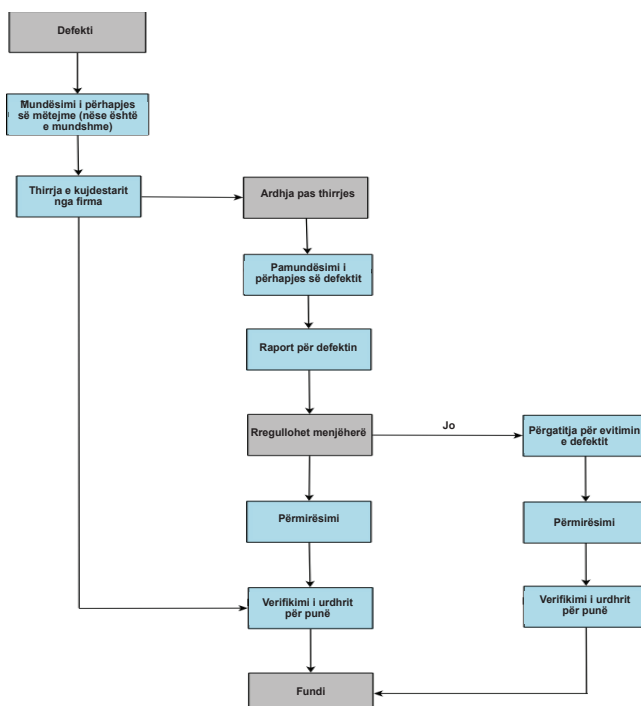 Defekti
Mundësimi i përhapjes
së mëtejme (nëse është
e mundshme)
Thirrja e kujdestarit
nga firma
Ardhja pas thirrjes
Pamundësimi i
përhapjes së defektit
Raport për defektin
Rregullohet menjëherë
Jo
Përgatitja për evitimin
e defektit
Përmirësimi
Përmirësimi
Verifikimi i urdhrit
për punë
Verifikimi i urdhrit
për punë
Fundi